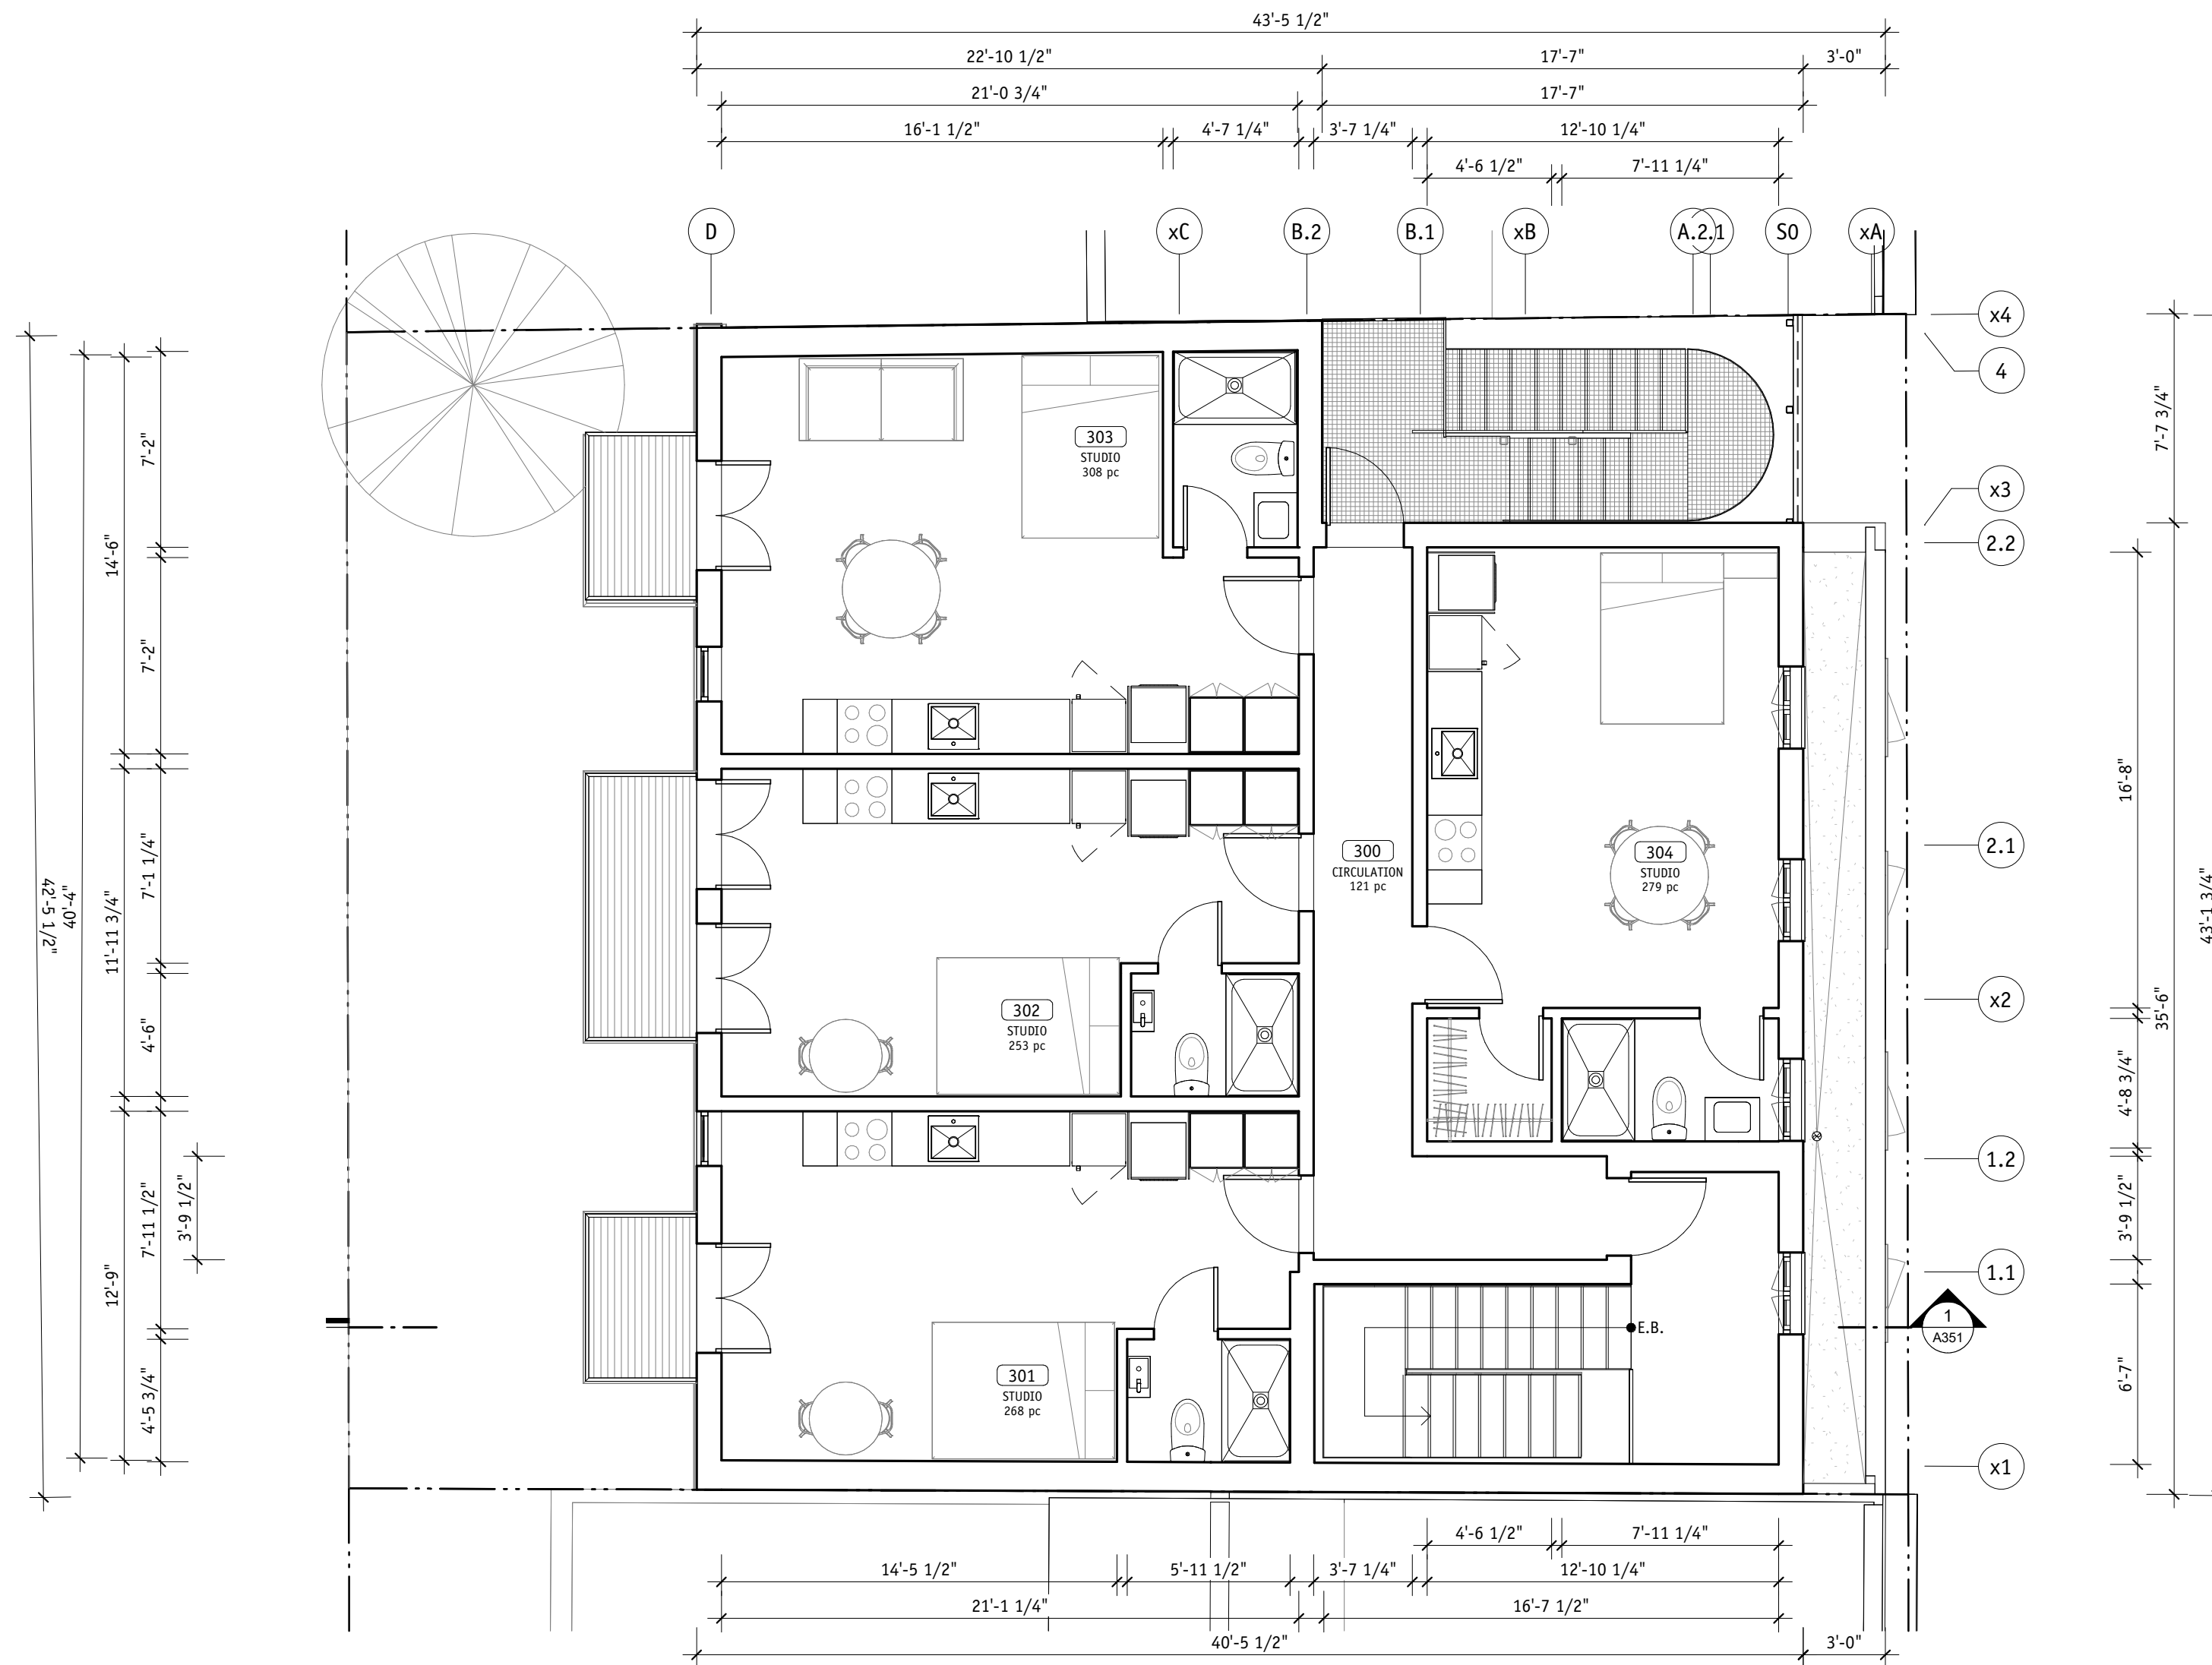 43'-5 1/2"
22'-10 1/2"
17'-7"
3'-0"
21'-0 3/4"
17'-7"
16'-1 1/2"
4'-7 1/4"
3'-7 1/4"
12'-10 1/4"
4'-6 1/2"
7'-11 1/4"
D
xC
B.2
B.1
xB
A.2.1
S0
xA
x4
4
x3
2.2
2.1
x2
1.2
1.1
x1
1
A351
42'-5 1/2"
40'-7"
14'-6"
11'-11 3/4"
12'-9"
7'-2"
7'-2"
7'-1 1/4"
4'-6"
7'-11 1/2"
4'-5 3/4"
3'-9 1/2"
303
STUDIO
308 pc
302
STUDIO
253 pc
301
STUDIO
268 pc
300
CIRCULATION
121 pc
304
STUDIO
279 pc
E.B.
7'-7 3/4"
35'-6"
43'-1 3/4"
16'-8"
4'-8 3/4"
3'-9 1/2"
6'-7"
4'-6 1/2"
7'-11 1/4"
14'-5 1/2"
5'-11 1/2"
3'-7 1/4"
12'-10 1/4"
21'-1 1/4"
16'-7 1/2"
40'-5 1/2"
3'-0"